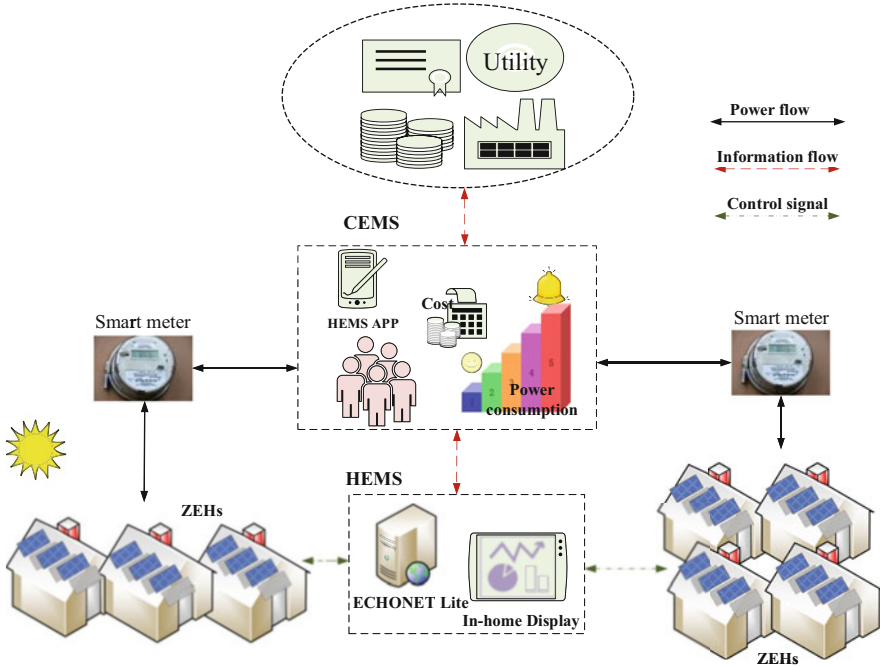 Utility
Power flow
Information flow
Control signal
CEMS
HEMS APP
Cost
1
2
3
4
5
Power
consumption
Smart meter
Smart meter
HEMS
ZEHs
ECHONET Lite
In-home Display
ZEHs